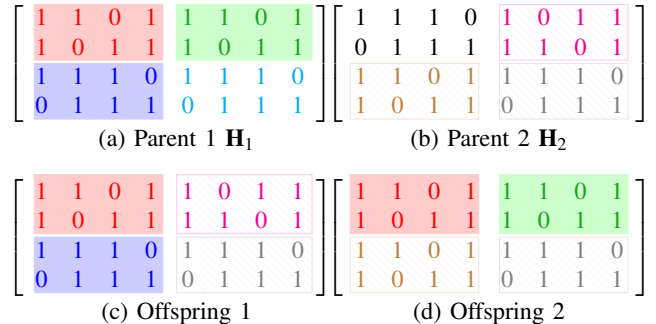 1 1 0 1 1 1 0 1
1 0 1 1 1 0 1 1
1 1 1 0 1 1 1 0
0 1 1 1 0 1 1 1
(a) Parent 1 H₁
1 1 1 0 1 0 1 1
0 1 1 1 1 1 0 1
1 1 0 1 1 1 1 0
1 0 1 1 0 1 1 1
(b) Parent 2 H₂
1 1 0 1 1 0 1 1
1 0 1 1 1 1 0 1
1 1 1 0 1 1 1 0
0 1 1 1 0 1 1 1
(c) Offspring 1
1 1 0 1 1 1 0 1
1 0 1 1 1 0 1 1
1 1 0 1 1 1 1 0
1 0 1 1 0 1 1 1
(d) Offspring 2